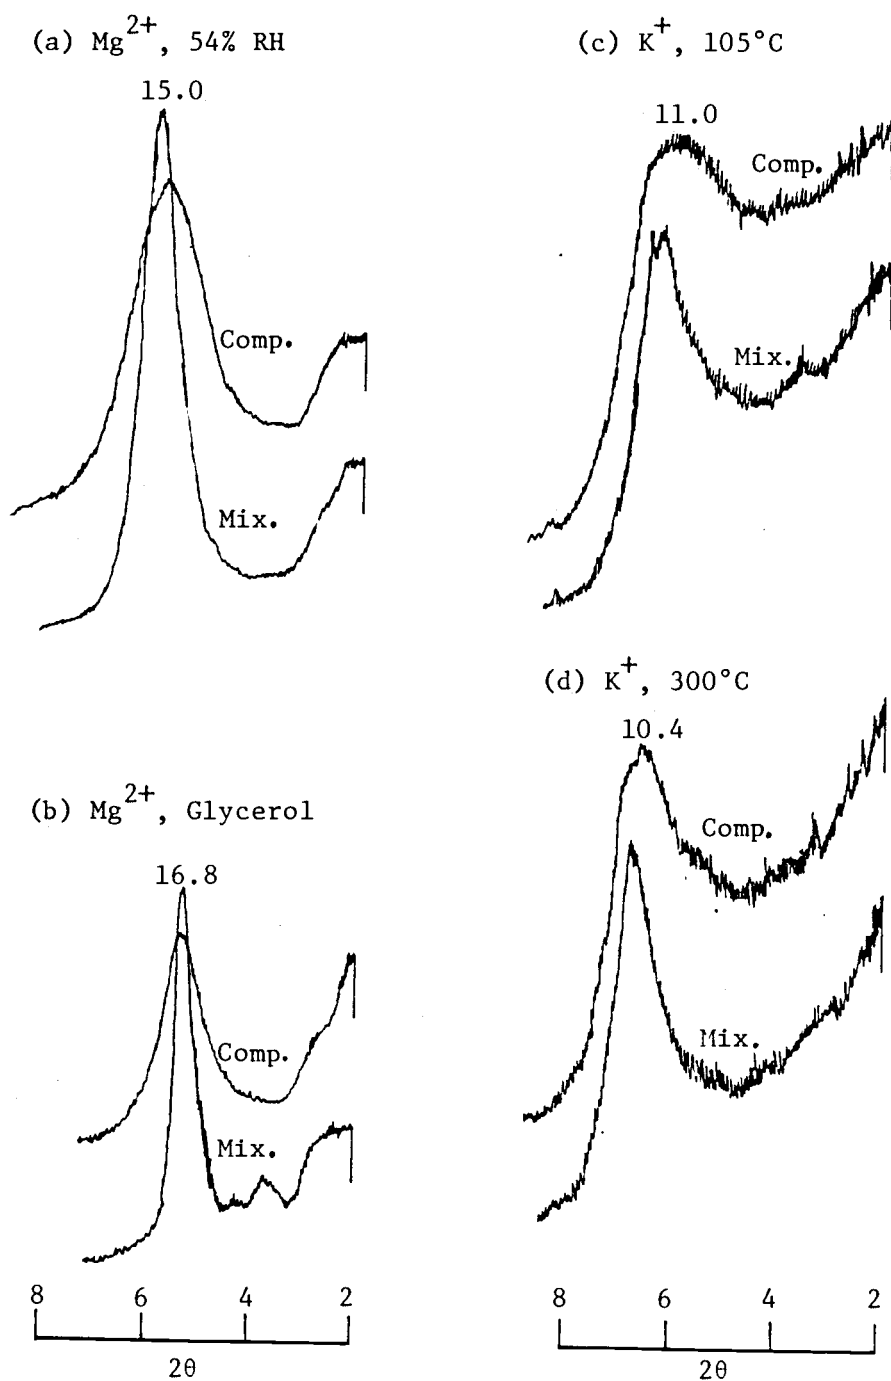 (a) Mg2+, 54% RH
15.0
Comp.
Mix.
(b) Mg2+, Glycerol
16.8
Comp.
Mix.
8 6 4 2
2θ
(c) K+, 105°C
11.0
Comp.
Mix.
(d) K+, 300°C
10.4
Comp.
Mix.
8 6 4 2
2θ